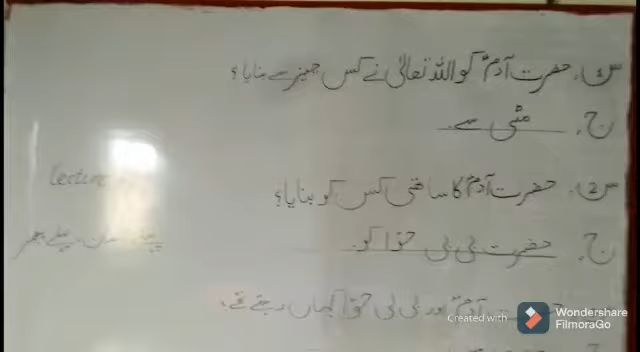 س1. حضرت آدمؑ کو اللہ تعالیٰ نے کس چیز سے بنایا؟
ج. مٹی سے۔
Lecture
س2. حضرت آدمؑ کا ساتھی کس کو بنایا؟
ج. حضرت بی بی حوا کو۔
آدمؑ اور بی بی حوا کہاں رہتے تھے۔
Created with Wondershare FilmoraGo